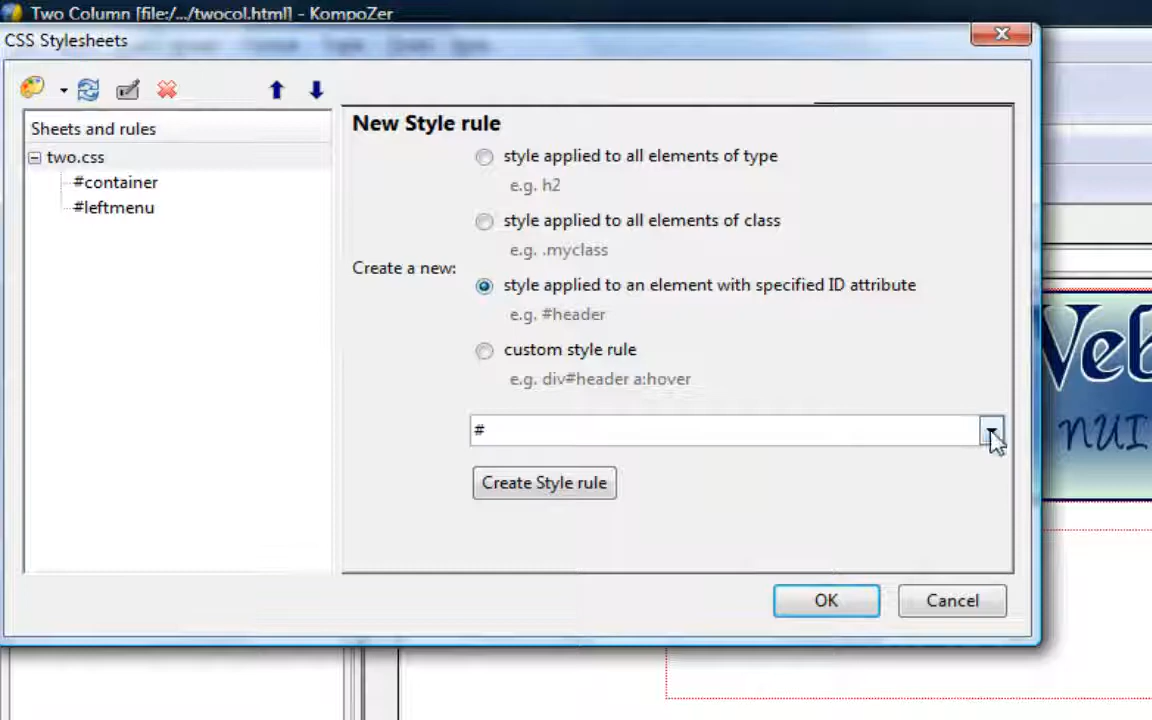 Two Column [file:/.../twocol.html] - KompoZer
CSS Stylesheets
Sheets and rules
two.css
#container
#leftmenu
New Style rule
Create a new:
style applied to all elements of type
e.g. h2
style applied to all elements of class
e.g. .myclass
style applied to an element with specified ID attribute
e.g. #header
custom style rule
e.g. div#header a:hover
#
Create Style rule
OK
Cancel
Web
NUI